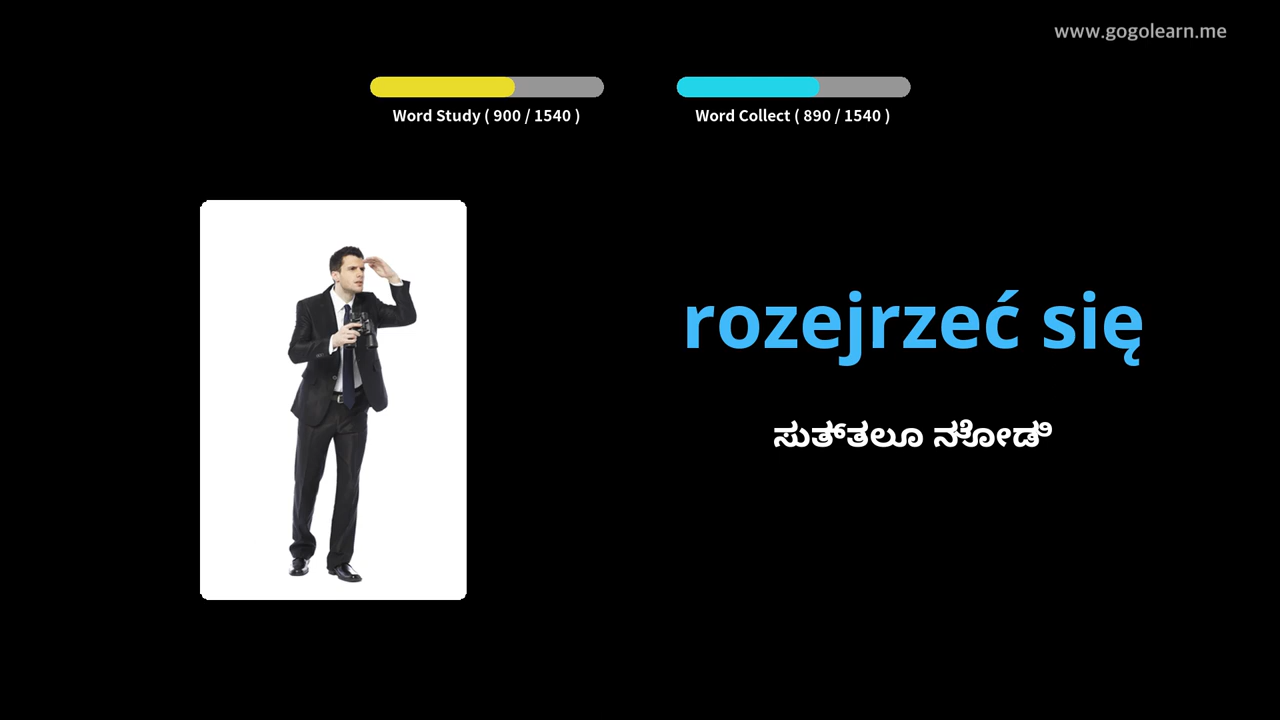 www.gogolearn.me
Word Study ( 900 / 1540 )
Word Collect ( 890 / 1540 )
rozejrzeć się
ಸುತ್ತಲೂ ನೋಡಿ